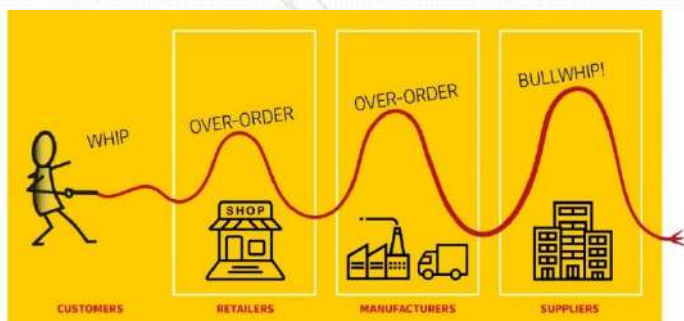 WHIP
OVER-ORDER
OVER-ORDER
BULLWHIP!
SHOP
CUSTOMERS
RETAILERS
MANUFACTURERS
SUPPLIERS